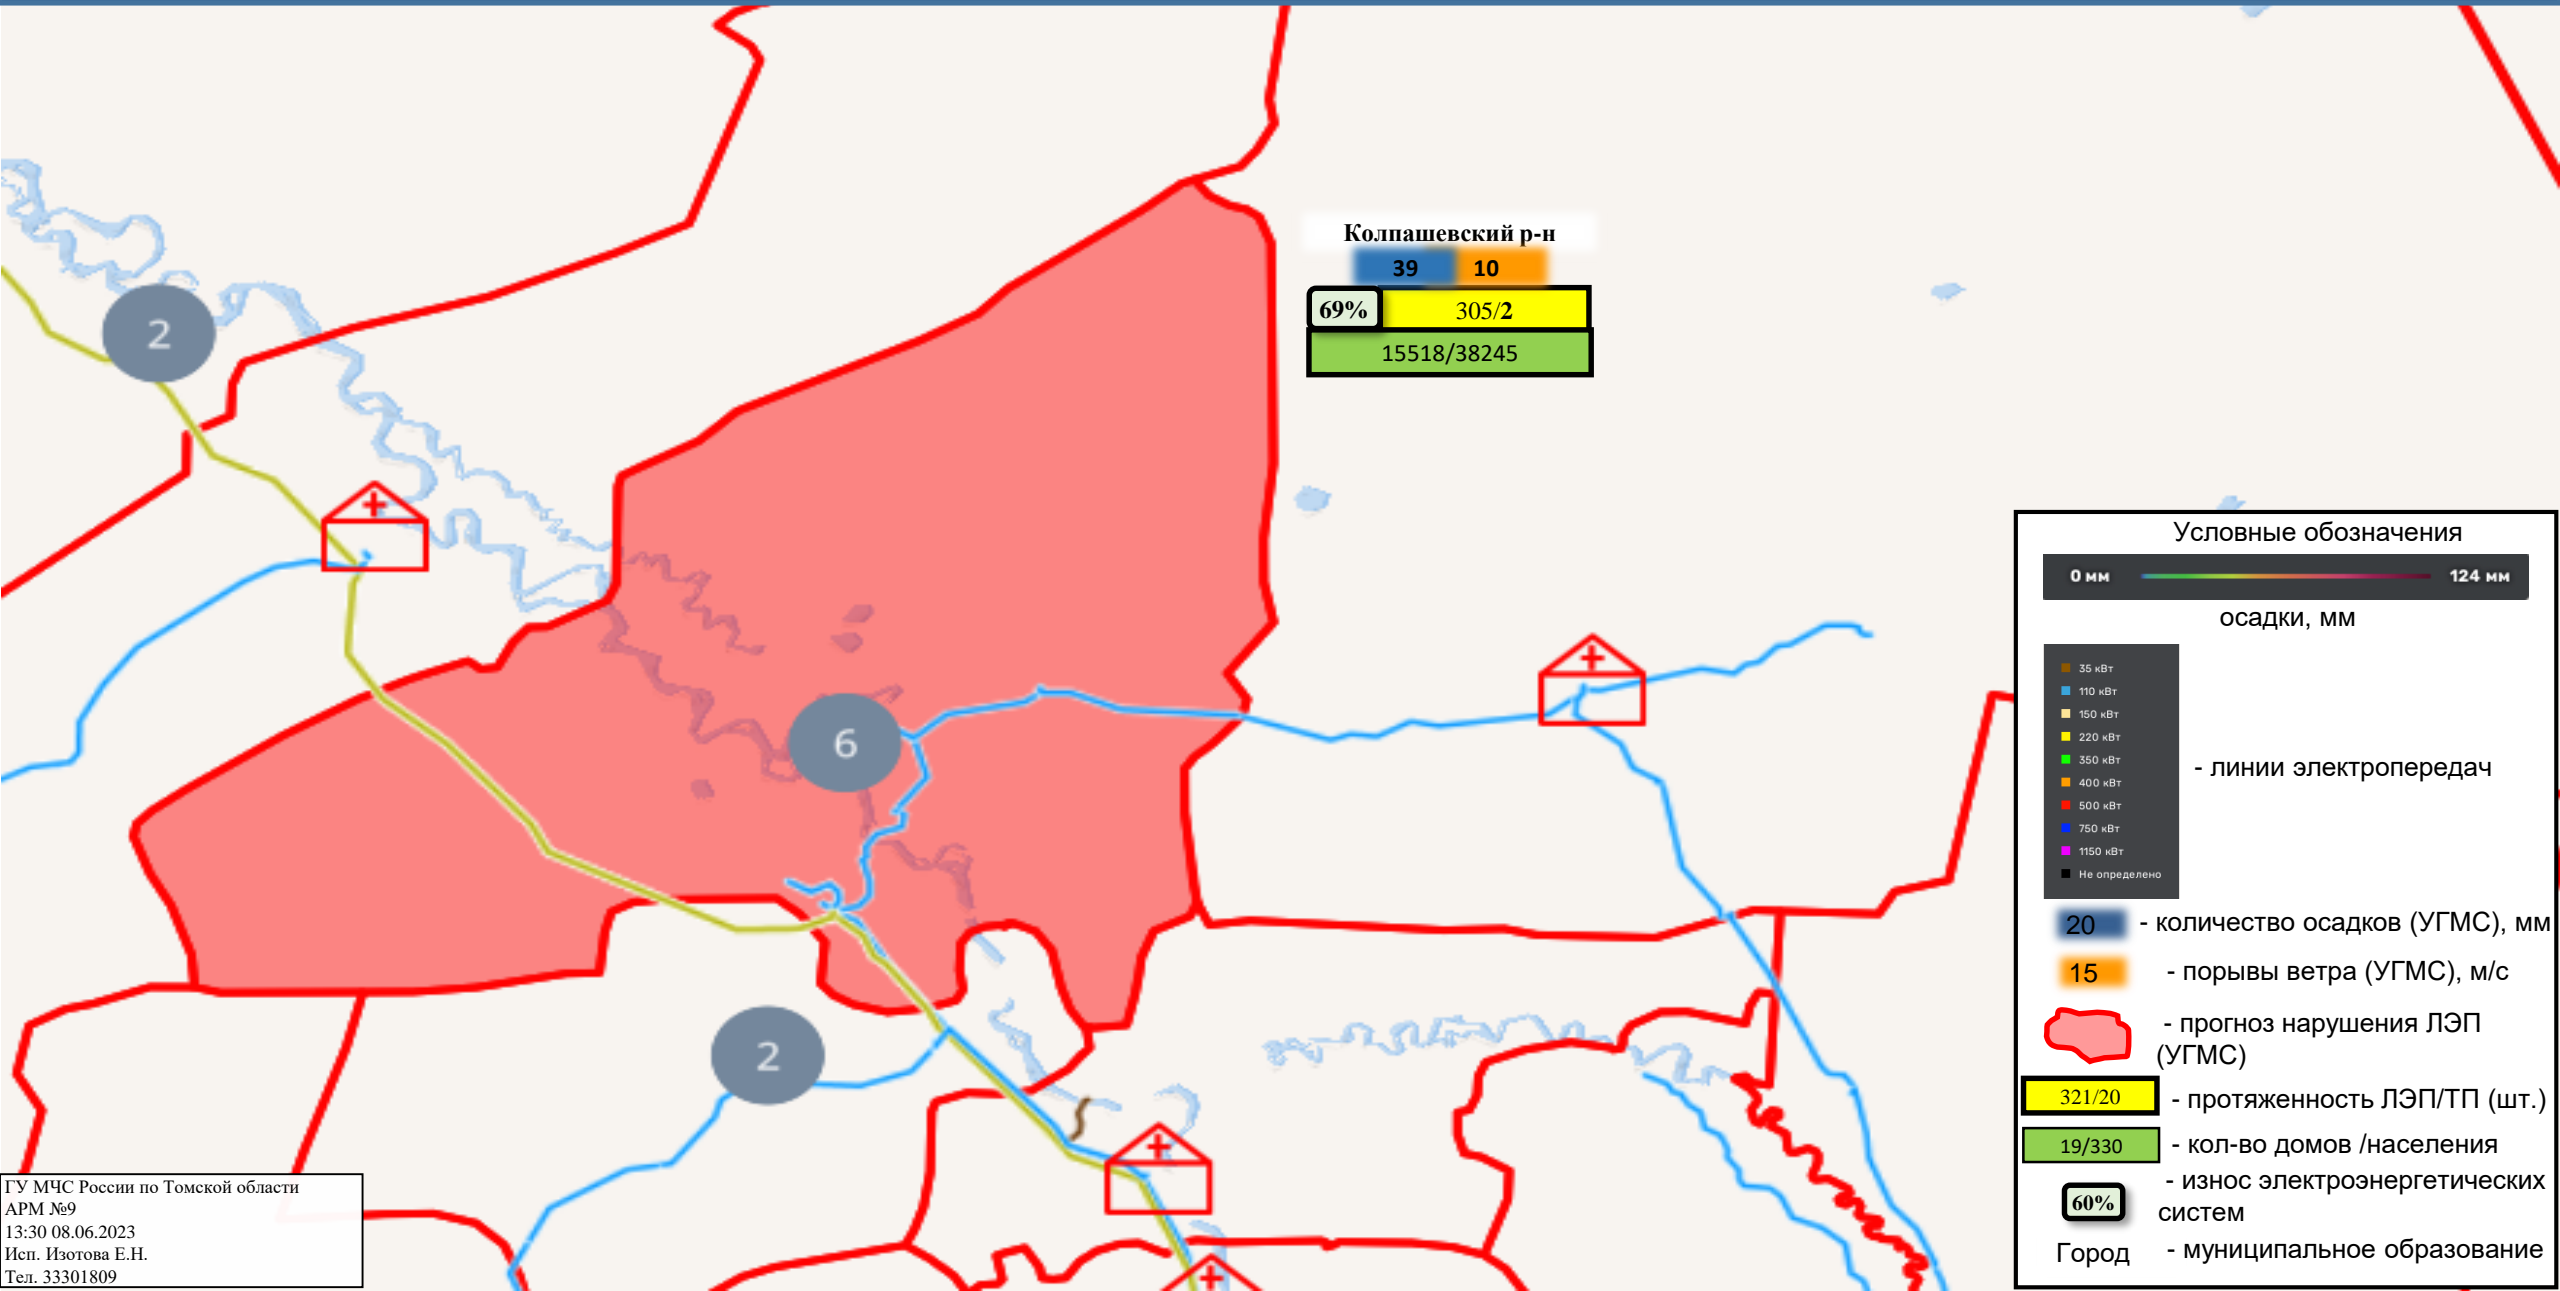 Колпашевский р-н
39 10
69% 305/2
15518/38245
2
6
2
Условные обозначения
0 мм 124 мм
осадки, мм
35 кВт
110 кВт
150 кВт
220 кВт
350 кВт
400 кВт
500 кВт
750 кВт
1150 кВт
Не определено
- линии электропередач
20 - количество осадков (УГМС), мм
15 - порывы ветра (УГМС), м/с
- прогноз нарушения ЛЭП
(УГМС)
321/20 - протяженность ЛЭП/ТП (шт.)
19/330 - кол-во домов /населения
60% - износ электроэнергетических
систем
Город - муниципальное образование
ГУ МЧС России по Томской области
АРМ №9
13:30 08.06.2023
Исп. Изотова Е.Н.
Тел. 33301809